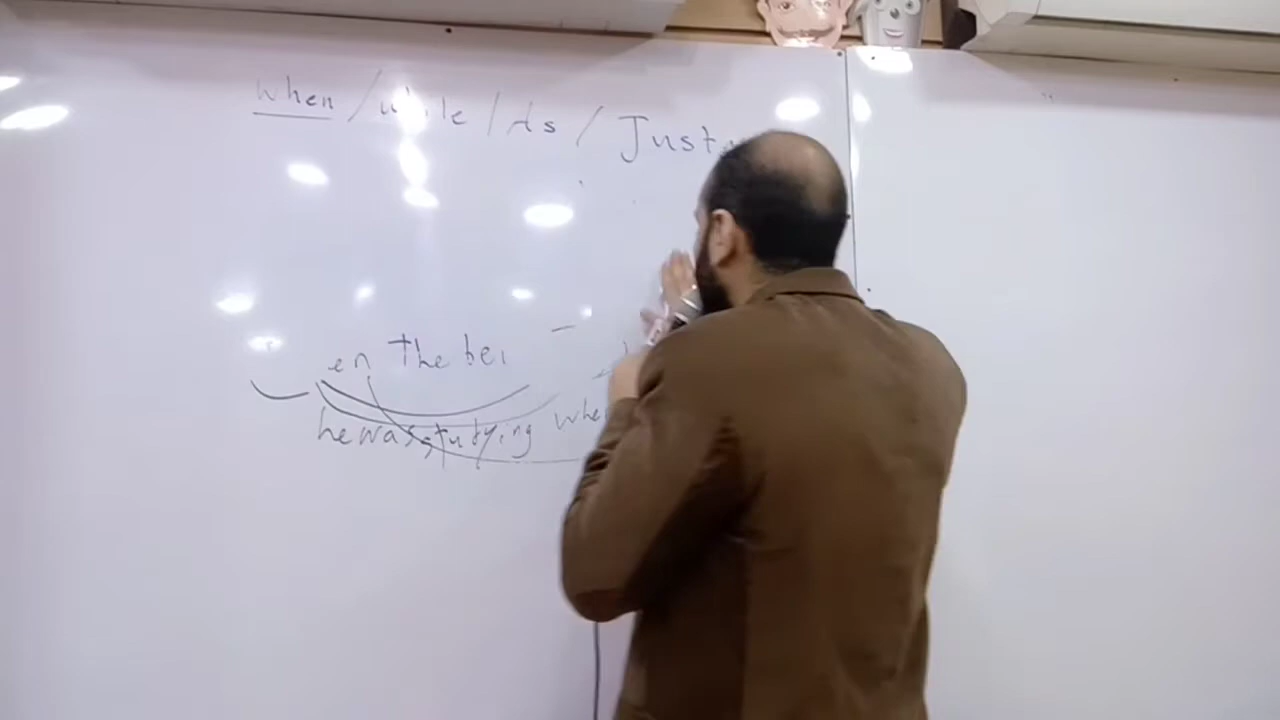 when / while / As / Just
en The bel
he was studying whe